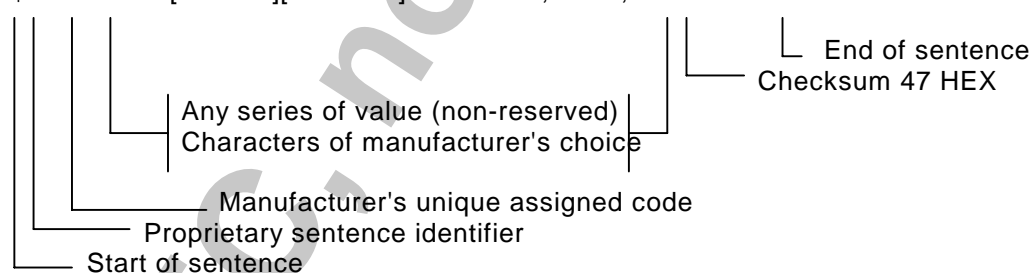 End of sentence
Checksum 47 HEX
Any series of value (non-reserved)
Characters of manufacturer's choice
Manufacturer's unique assigned code
Proprietary sentence identifier
Start of sentence